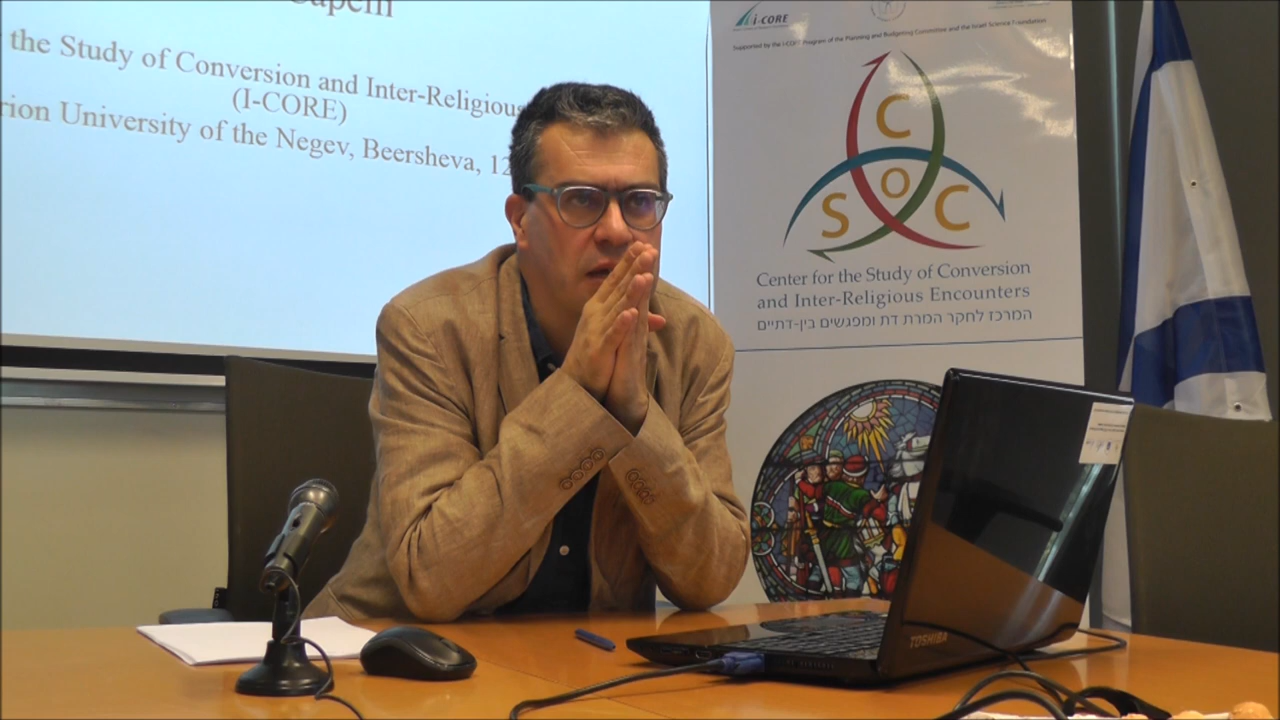 the Study of Conversion and Inter-Religious
(I-CORE)
rion University of the Negev, Beersheva, 12
i-CORE
Supported by the I-CORE Program of the Planning and Budgeting Committee and the Israel Science Foundation
C
S O C
Center for the Study of Conversion
and Inter-Religious Encounters
המרכז לחקר המרת דת ומפגשים בין-דתיים
TOSHIBA